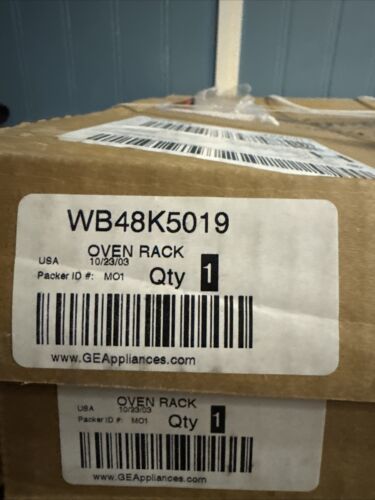 WB48K5019
OVEN RACK
USA 10/23/03
Packer ID #: MO1 Qty 1
www.GEAppliances.com
OVEN RACK
USA 10/23/03
Packer ID #: MO1 Qty 1
www.GEAppliances.com